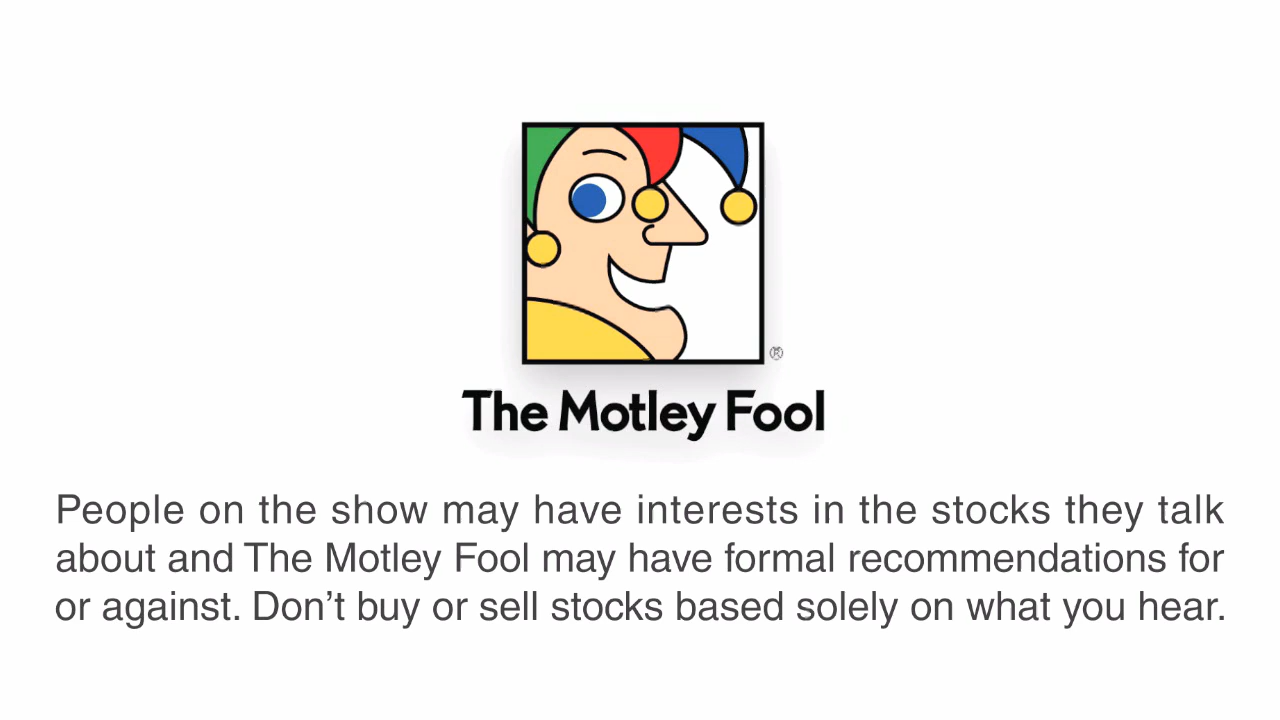 ®
The Motley Fool
People on the show may have interests in the stocks they talk
about and The Motley Fool may have formal recommendations for
or against. Don’t buy or sell stocks based solely on what you hear.